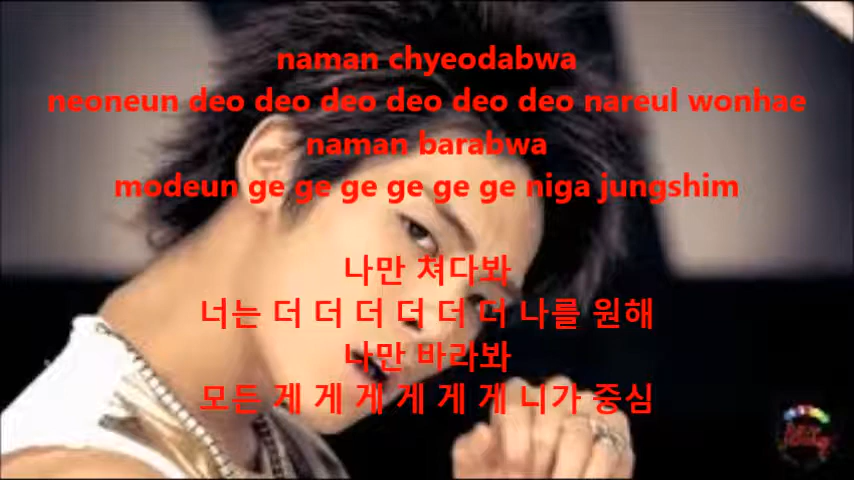 naman chyeodabwa
neoneun deo deo deo deo deo deo nareul wonhae
naman barabwa
modeun ge ge ge ge ge ge niga jungshim
나만 쳐다봐
너는 더 더 더 더 더 더 나를 원해
나만 바라봐
모든 게 게 게 게 게 게 니가 중심